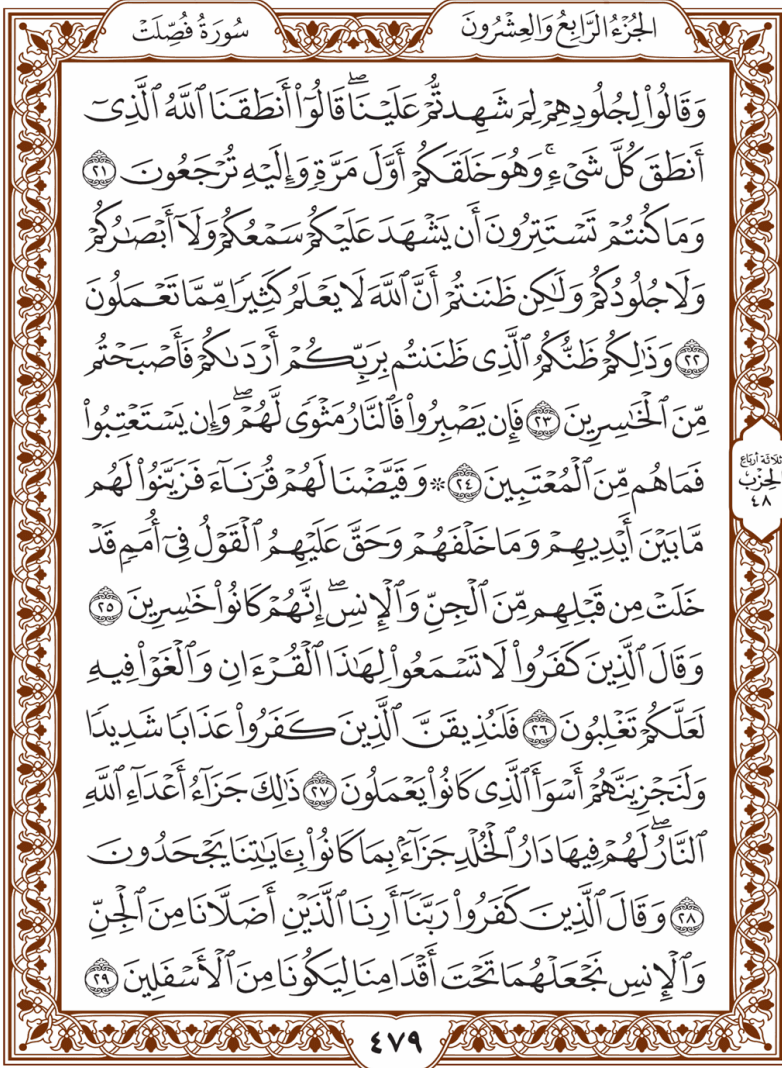 الجُزْءُ الرَّابِعُ وَالعِشْرُونَ
سُورَةُ فُصِّلَتْ
وَقَالُوا۟ لِجُلُودِهِمْ لِمَ شَهِدتُّمْ عَلَيْنَا ۖ قَالُوٓا۟ أَنطَقَنَا ٱللَّهُ ٱلَّذِىٓ
أَنطَقَ كُلَّ شَىْءٍ ۚ وَهُوَ خَلَقَكُمْ أَوَّلَ مَرَّةٍ وَإِلَيْهِ تُرْجَعُونَ ٢١
وَمَا كُنتُمْ تَسْتَتِرُونَ أَن يَشْهَدَ عَلَيْكُمْ سَمْعُكُمْ وَلَآ أَبْصَـٰرُكُمْ
وَلَا جُلُودُكُمْ وَلَـٰكِن ظَنَنتُمْ أَنَّ ٱللَّهَ لَا يَعْلَمُ كَثِيرًا مِّمَّا تَعْمَلُونَ
٢٢ وَذَٰلِكُمْ ظَنُّكُمُ ٱلَّذِى ظَنَنتُم بِرَبِّكُمْ أَرْدَىٰكُمْ فَأَصْبَحْتُم
مِّنَ ٱلْخَـٰسِرِينَ ٢٣ فَإِن يَصْبِرُوا۟ فَٱلنَّارُ مَثْوًى لَّهُمْ ۖ وَإِن يَسْتَعْتِبُوا۟
فَمَا هُم مِّنَ ٱلْمُعْتَبِينَ ٢٤ ۞ وَقَيَّضْنَا لَهُمْ قُرَنَآءَ فَزَيَّنُوا۟ لَهُم
مَّا بَيْنَ أَيْدِيهِمْ وَمَا خَلْفَهُمْ وَحَقَّ عَلَيْهِمُ ٱلْقَوْلُ فِىٓ أُمَمٍ قَدْ
خَلَتْ مِن قَبْلِهِم مِّنَ ٱلْجِنِّ وَٱلْإِنسِ ۖ إِنَّهُمْ كَانُوا۟ خَـٰسِرِينَ ٢٥
وَقَالَ ٱلَّذِينَ كَفَرُوا۟ لَا تَسْمَعُوا۟ لِهَـٰذَا ٱلْقُرْءَانِ وَٱلْغَوْا۟ فِيهِ
لَعَلَّكُمْ تَغْلِبُونَ ٢٦ فَلَنُذِيقَنَّ ٱلَّذِينَ كَفَرُوا۟ عَذَابًا شَدِيدًا
وَلَنَجْزِيَنَّهُمْ أَسْوَأَ ٱلَّذِى كَانُوا۟ يَعْمَلُونَ ٢٧ ذَٰلِكَ جَزَآءُ أَعْدَآءِ ٱللَّهِ
ٱلنَّارُ ۖ لَهُمْ فِيهَا دَارُ ٱلْخُلْدِ جَزَآءًۢ بِمَا كَانُوا۟ بِـَٔايَـٰتِنَا يَجْحَدُونَ
٢٨ وَقَالَ ٱلَّذِينَ كَفَرُوا۟ رَبَّنَآ أَرِنَا ٱلَّذَيْنِ أَضَلَّانَا مِنَ ٱلْجِنِّ
وَٱلْإِنسِ نَجْعَلْهُمَا تَحْتَ أَقْدَامِنَا لِيَكُونَا مِنَ ٱلْأَسْفَلِينَ ٢٩
ثَلَاثَةُ أَرْبَاعِ
الحِزْبِ
٤٨
٤٧٩